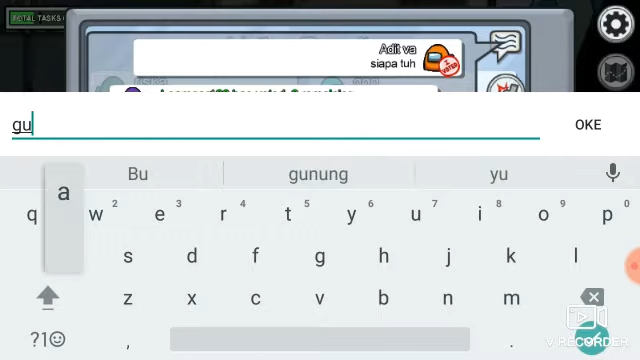 TOTAL TASKS
Adit va
siapa tuh
I VOTED
gu
OKE
Bu gunung yu
a
q w 2 e 3 r 4 t 5 y 6 u 7 i 8 o 9 p 0
s d f g h j k l
z x c v b n m
?1☺ , .
V RECORDER